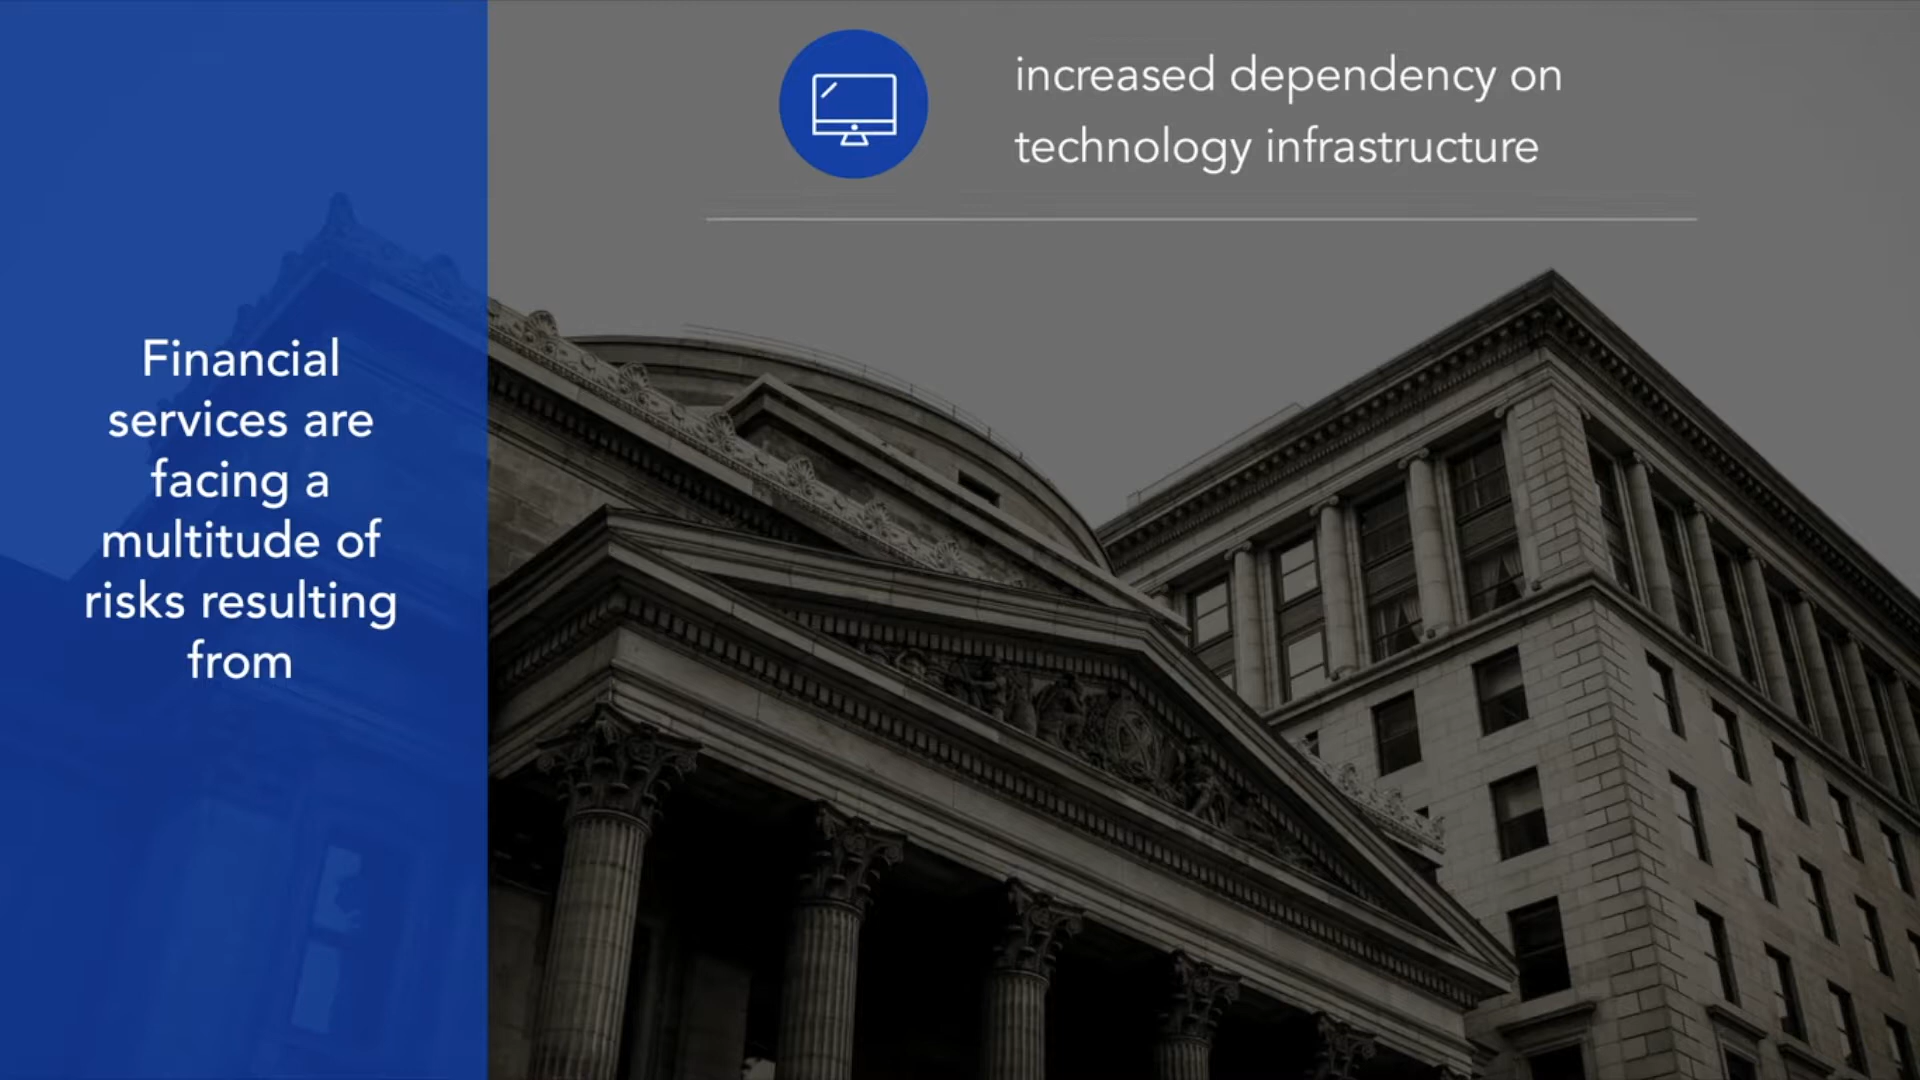 Financial
services are
facing a
multitude of
risks resulting
from
increased dependency on
technology infrastructure